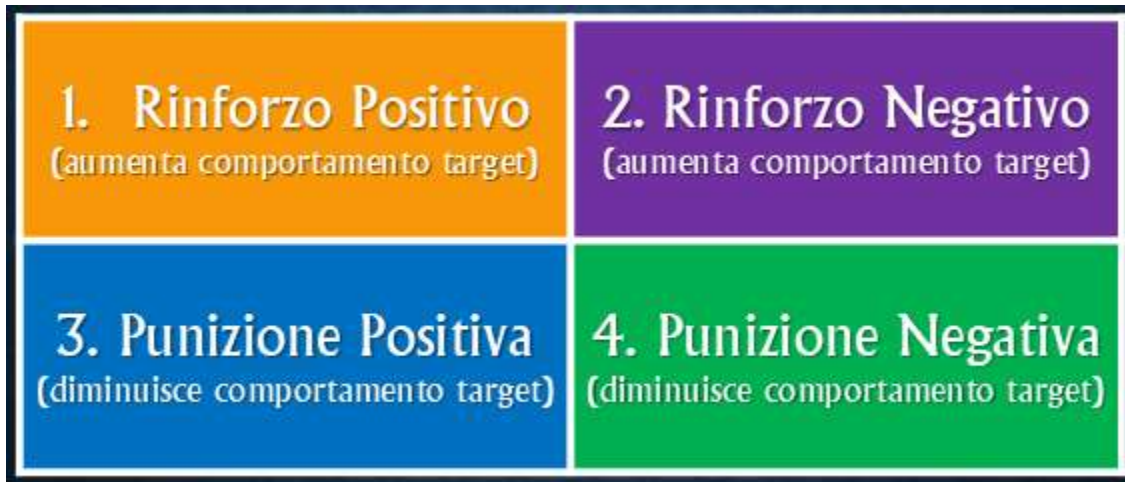 1. Rinforzo Positivo
(aumenta comportamento target)
2. Rinforzo Negativo
(aumenta comportamento target)
3. Punizione Positiva
(diminuisce comportamento target)
4. Punizione Negativa
(diminuisce comportamento target)